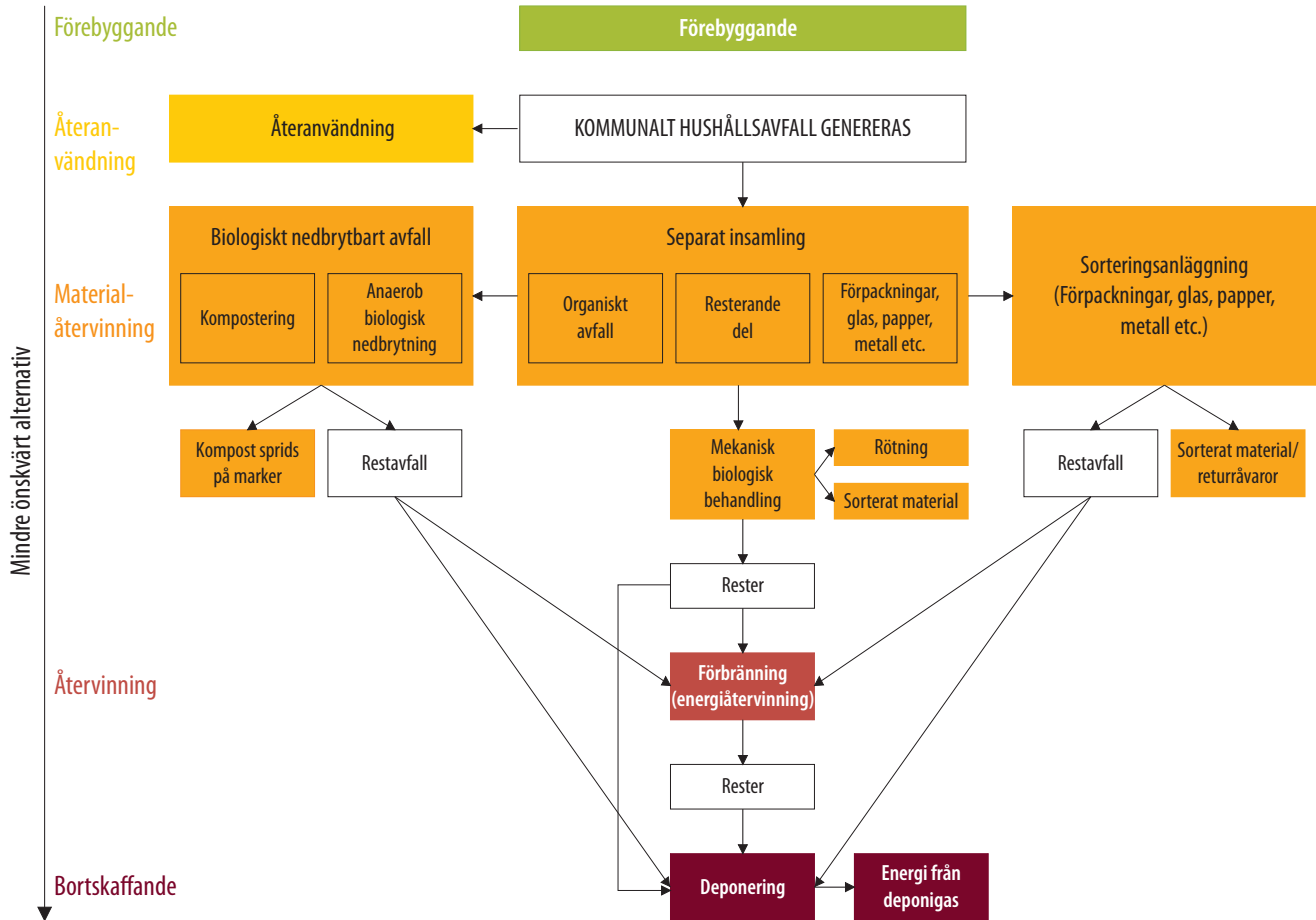 Förebyggande
Förebyggande
Återan-
vändning
Återanvändning
KOMMUNALT HUSHÅLLSAVFALL GENERERAS
Material-
återvinning
Biologiskt nedbrytbart avfall
Kompostering
Anaerob
biologisk
nedbrytning
Separat insamling
Organiskt
avfall
Resterande
del
Förpackningar,
glas, papper,
metall etc.
Sorteringsanläggning
(Förpackningar, glas, papper,
metall etc.)
Kompost sprids
på marker
Restavfall
Mekanisk
biologisk
behandling
Rötning
Sorterat material
Restavfall
Sorterat material/
returråvaror
Mindre önskvärt alternativ
Rester
Återvinning
Förbränning
(energiåtervinning)
Rester
Bortskaffande
Deponering
Energi från
deponigas